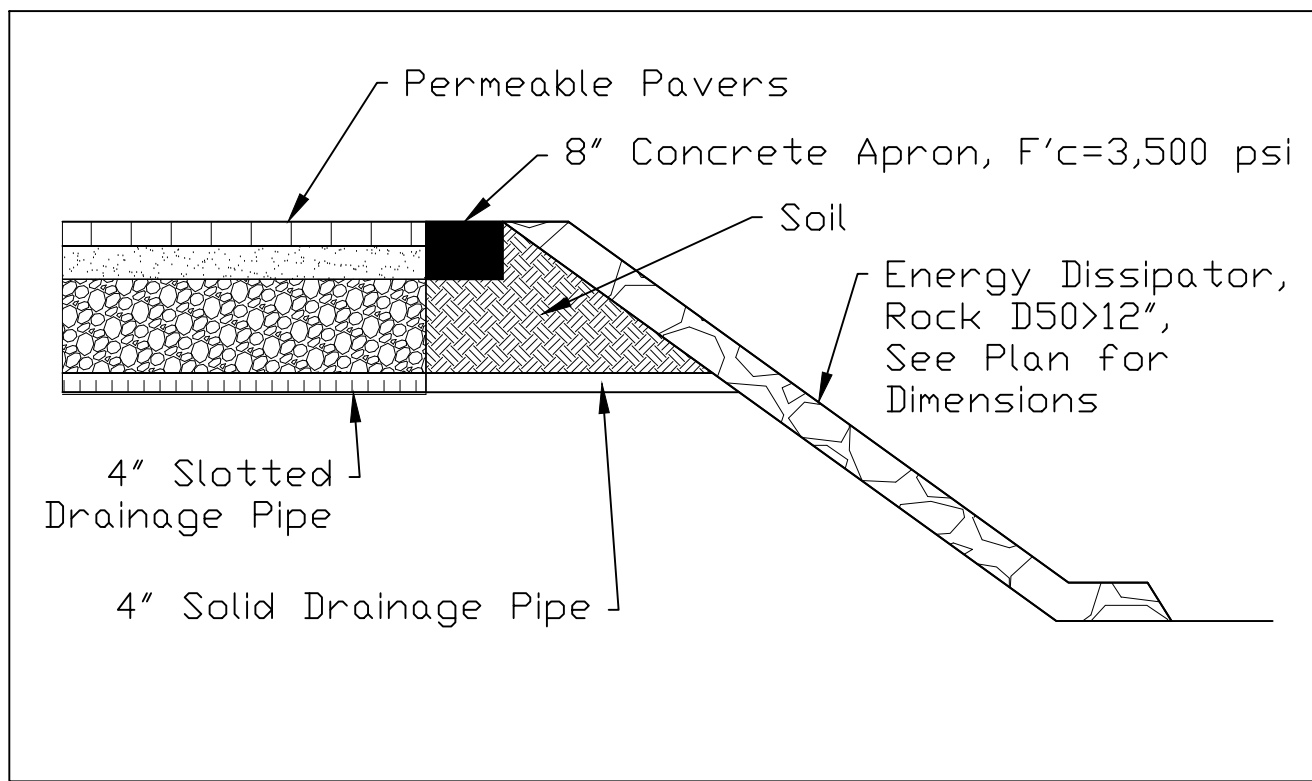 Permeable Pavers
8" Concrete Apron, F'c=3,500 psi
Soil
Energy Dissipator,
Rock D50>12",
See Plan for
Dimensions
4" Slotted
Drainage Pipe
4" Solid Drainage Pipe